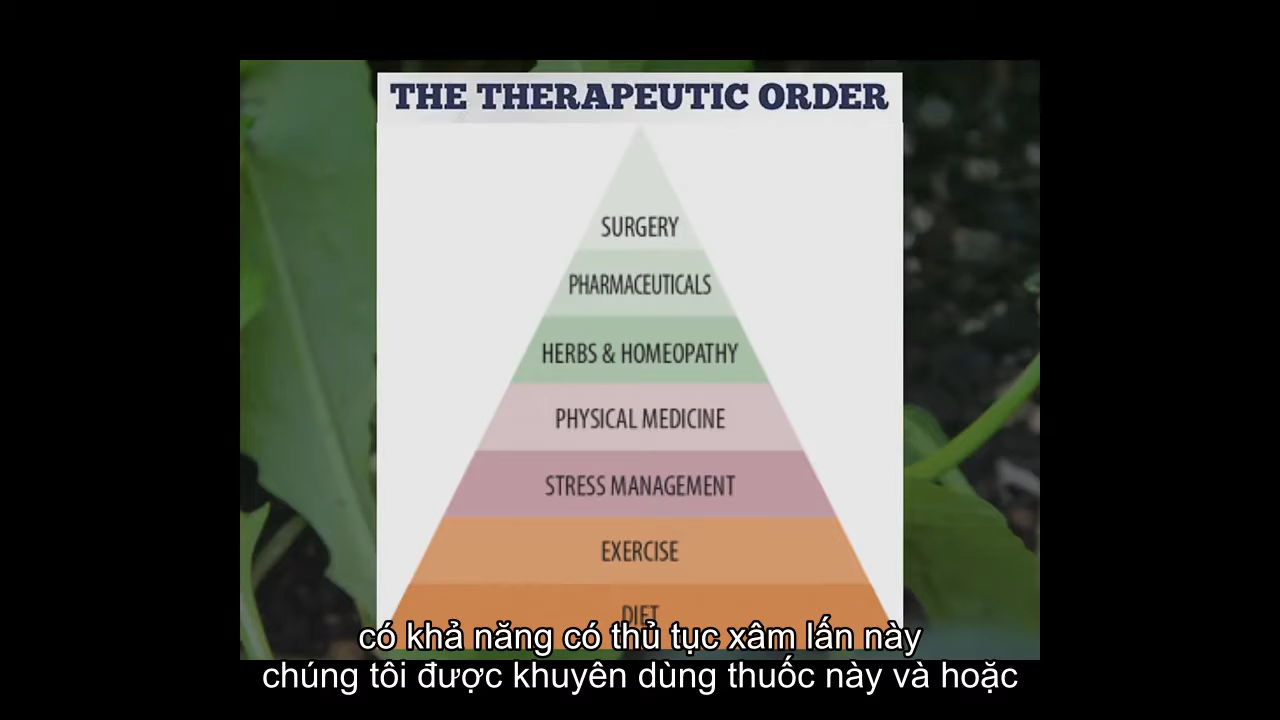 THE THERAPEUTIC ORDER
SURGERY
PHARMACEUTICALS
HERBS & HOMEOPATHY
PHYSICAL MEDICINE
STRESS MANAGEMENT
EXERCISE
DIET
có khả năng có thủ tục xâm lấn này
chúng tôi được khuyên dùng thuốc này và hoặc